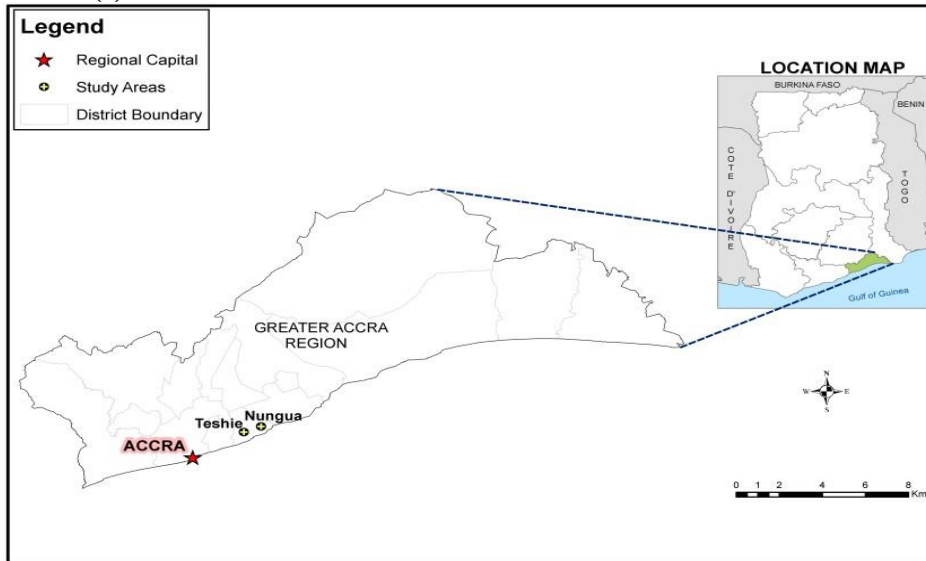 Legend
Regional Capital
Study Areas
District Boundary
LOCATION MAP
BURKINA FASO
BENIN
COTE D'IVOIRE
TOGO
Gulf of Guinea
GREATER ACCRA
REGION
Nungua
Teshie
ACCRA
N
W E
S
0 1 2 4 6 8
Km